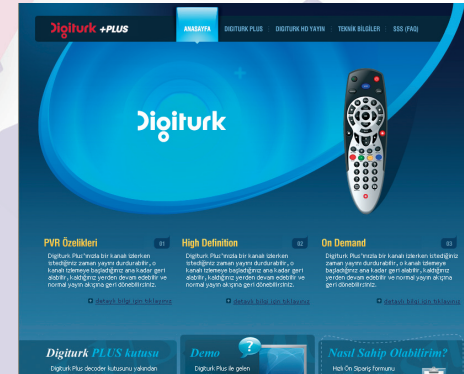 Digiturk +PLUS
ANASAYFA DIGITURK PLUS DIGITURK HD YAYIN TEKNİK BİLGİLER SSS (FAQ)
Digiturk
PVR Özellikleri 01
Digiturk Plus'ınızla bir kanalı izlerken
istediğiniz zaman yayını durdurabilir, o
kanalı izlemeye başladığınız ana kadar geri
alabilir, kaldığınız yerden devam edebilir ve
normal yayın akışına geri dönebilirsiniz.
detaylı bilgi için tıklayınız
High Definition 02
Digiturk Plus'ınızla bir kanalı izlerken
istediğiniz zaman yayını durdurabilir, o
kanalı izlemeye başladığınız ana kadar geri
alabilir, kaldığınız yerden devam edebilir ve
normal yayın akışına geri dönebilirsiniz.
detaylı bilgi için tıklayınız
On Demand 03
Digiturk Plus'ınızla bir kanalı izlerken
istediğiniz zaman yayını durdurabilir, o
kanalı izlemeye başladığınız ana kadar geri
alabilir, kaldığınız yerden devam edebilir ve
normal yayın akışına geri dönebilirsiniz.
detaylı bilgi için tıklayınız
Digiturk PLUS kutusu
Digiturk Plus decoder kutusunu yakından
Demo
Digiturk Plus ile gelen
Nasıl Sahip Olabilirim?
Hızlı Ön Sipariş formunu